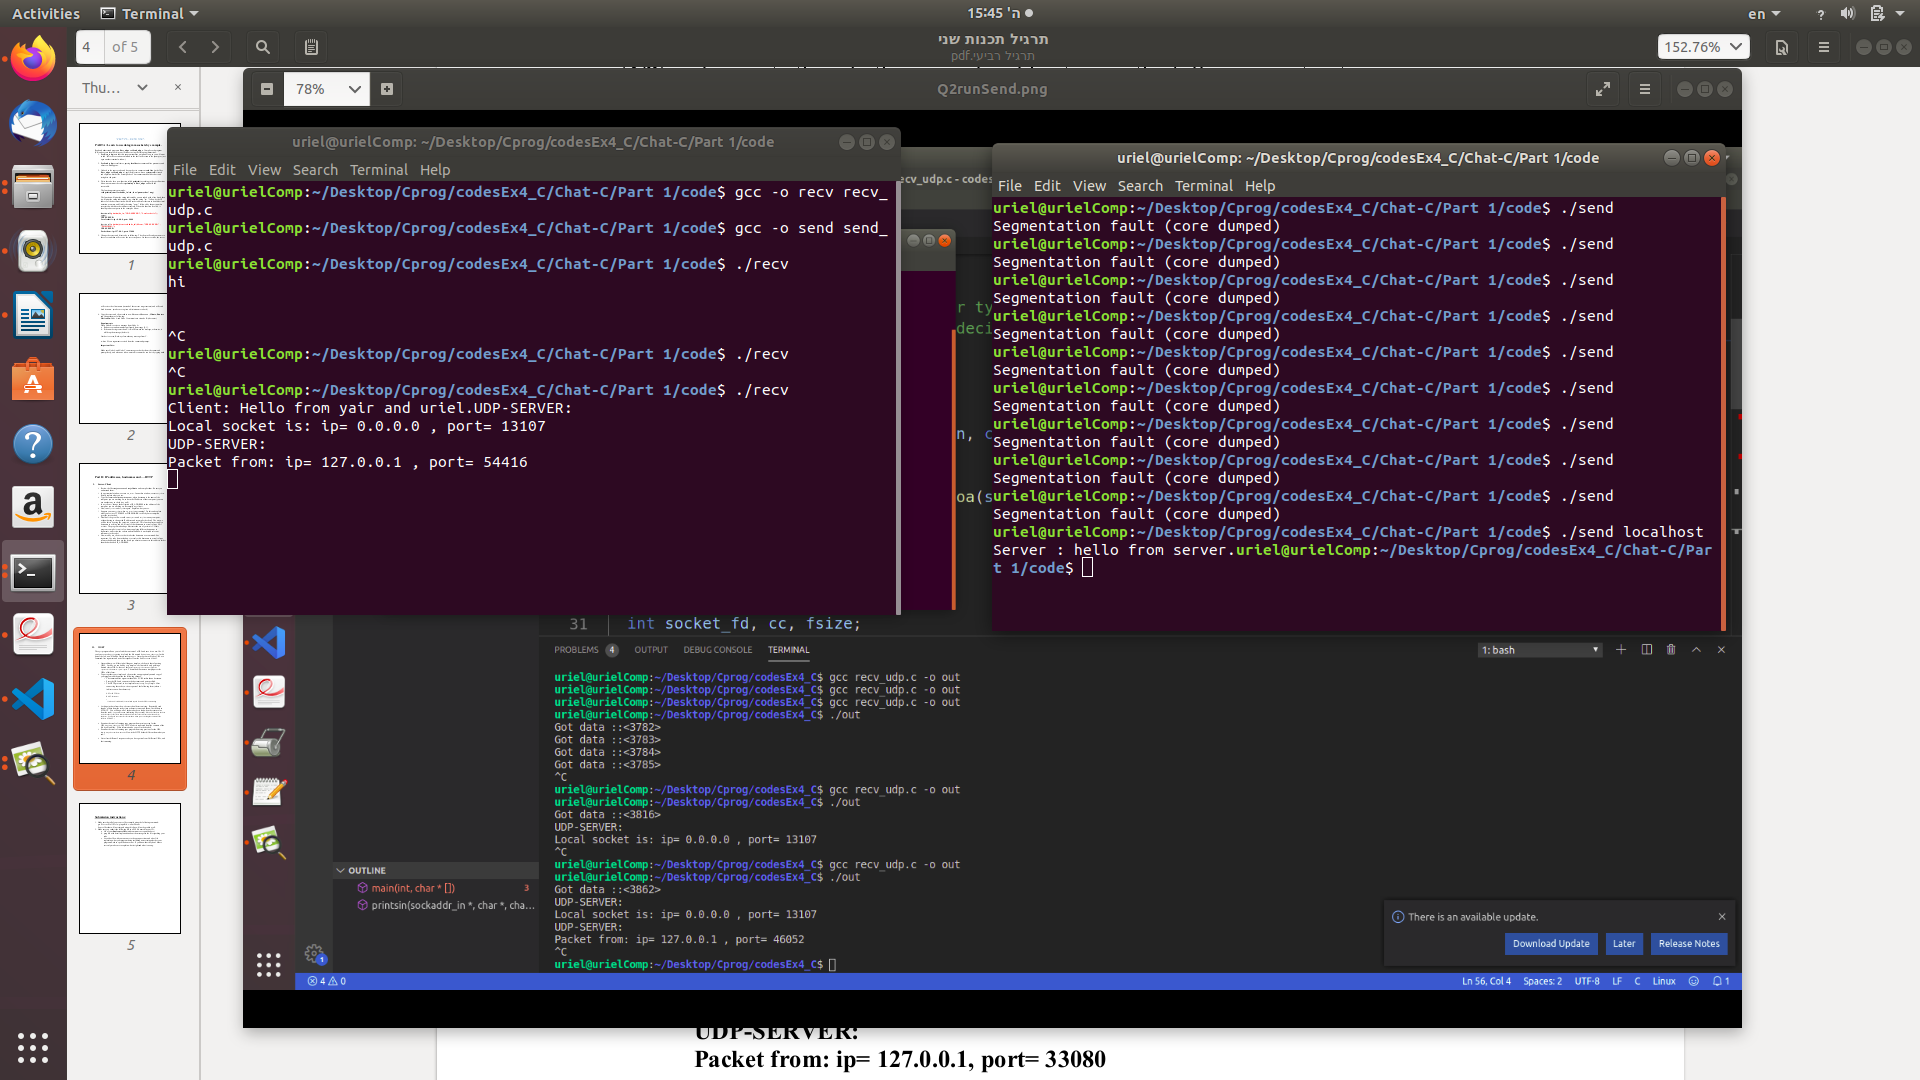 Activities
Terminal
15:45 'ה
en
4 of 5
תרגיל תכנות שני
תרגיל רביעי.pdf
152.76%
Thu...
78%
Q2runSend.png
1
2
3
4
5
uriel@urielComp: ~/Desktop/Cprog/codesEx4_C/Chat-C/Part 1/code
File Edit View Search Terminal Help
uriel@urielComp:~/Desktop/Cprog/codesEx4_C/Chat-C/Part 1/code$ gcc -o recv recv_
udp.c
uriel@urielComp:~/Desktop/Cprog/codesEx4_C/Chat-C/Part 1/code$ gcc -o send send_
udp.c
uriel@urielComp:~/Desktop/Cprog/codesEx4_C/Chat-C/Part 1/code$ ./recv
hi
^C
uriel@urielComp:~/Desktop/Cprog/codesEx4_C/Chat-C/Part 1/code$ ./recv
^C
uriel@urielComp:~/Desktop/Cprog/codesEx4_C/Chat-C/Part 1/code$ ./recv
Client: Hello from yair and uriel.UDP-SERVER:
Local socket is: ip= 0.0.0.0 , port= 13107
UDP-SERVER:
Packet from: ip= 127.0.0.1 , port= 54416
ecv_udp.c - codes
r ty
deci
n, c
oa(s
uriel@urielComp: ~/Desktop/Cprog/codesEx4_C/Chat-C/Part 1/code
File Edit View Search Terminal Help
uriel@urielComp:~/Desktop/Cprog/codesEx4_C/Chat-C/Part 1/code$ ./send
Segmentation fault (core dumped)
uriel@urielComp:~/Desktop/Cprog/codesEx4_C/Chat-C/Part 1/code$ ./send
Segmentation fault (core dumped)
uriel@urielComp:~/Desktop/Cprog/codesEx4_C/Chat-C/Part 1/code$ ./send
Segmentation fault (core dumped)
uriel@urielComp:~/Desktop/Cprog/codesEx4_C/Chat-C/Part 1/code$ ./send
Segmentation fault (core dumped)
uriel@urielComp:~/Desktop/Cprog/codesEx4_C/Chat-C/Part 1/code$ ./send
Segmentation fault (core dumped)
uriel@urielComp:~/Desktop/Cprog/codesEx4_C/Chat-C/Part 1/code$ ./send
Segmentation fault (core dumped)
uriel@urielComp:~/Desktop/Cprog/codesEx4_C/Chat-C/Part 1/code$ ./send
Segmentation fault (core dumped)
uriel@urielComp:~/Desktop/Cprog/codesEx4_C/Chat-C/Part 1/code$ ./send
Segmentation fault (core dumped)
uriel@urielComp:~/Desktop/Cprog/codesEx4_C/Chat-C/Part 1/code$ ./send
Segmentation fault (core dumped)
uriel@urielComp:~/Desktop/Cprog/codesEx4_C/Chat-C/Part 1/code$ ./send localhost
Server : hello from server.uriel@urielComp:~/Desktop/Cprog/codesEx4_C/Chat-C/Par
t 1/code$
31 int socket_fd, cc, fsize;
PROBLEMS 4 OUTPUT DEBUG CONSOLE TERMINAL
1: bash
uriel@urielComp:~/Desktop/Cprog/codesEx4_C$ gcc recv_udp.c -o out
uriel@urielComp:~/Desktop/Cprog/codesEx4_C$ gcc recv_udp.c -o out
uriel@urielComp:~/Desktop/Cprog/codesEx4_C$ gcc recv_udp.c -o out
uriel@urielComp:~/Desktop/Cprog/codesEx4_C$ ./out
Got data ::<3782>
Got data ::<3783>
Got data ::<3784>
Got data ::<3785>
^C
uriel@urielComp:~/Desktop/Cprog/codesEx4_C$ gcc recv_udp.c -o out
uriel@urielComp:~/Desktop/Cprog/codesEx4_C$ ./out
Got data ::<3816>
UDP-SERVER:
Local socket is: ip= 0.0.0.0 , port= 13107
^C
uriel@urielComp:~/Desktop/Cprog/codesEx4_C$ gcc recv_udp.c -o out
uriel@urielComp:~/Desktop/Cprog/codesEx4_C$ ./out
Got data ::<3862>
UDP-SERVER:
Local socket is: ip= 0.0.0.0 , port= 13107
UDP-SERVER:
Packet from: ip= 127.0.0.1 , port= 46052
^C
uriel@urielComp:~/Desktop/Cprog/codesEx4_C$
OUTLINE
main(int, char * []) 3
printsin(sockaddr_in *, char *, cha...
1
There is an available update.
Download Update Later Release Notes
4 0
Ln 56, Col 4 Spaces: 2 UTF-8 LF C Linux 1
UDP-SERVER:
Packet from: ip= 127.0.0.1, port= 33080